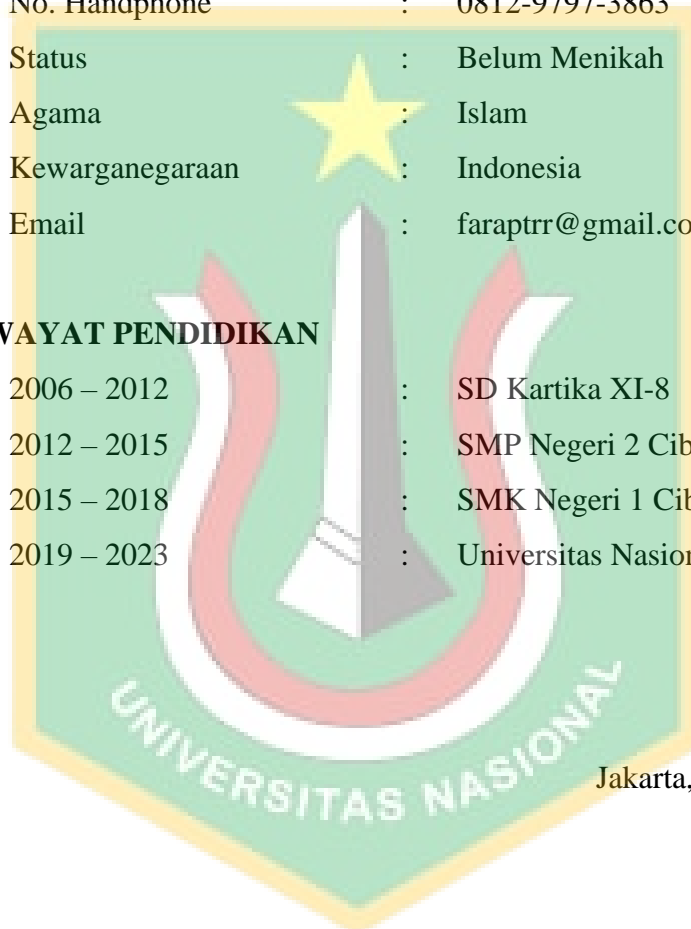 No. Handphone : 0812-9797-3863
Status : Belum Menikah
Agama : Islam
Kewarganegaraan : Indonesia
Email : faraptrr@gmail.co
WAYAT PENDIDIKAN
2006 – 2012 : SD Kartika XI-8
2012 – 2015 : SMP Negeri 2 Cib
2015 – 2018 : SMK Negeri 1 Cib
2019 – 2023 : Universitas Nasion
UNIVERSITAS NASIONAL
Jakarta,